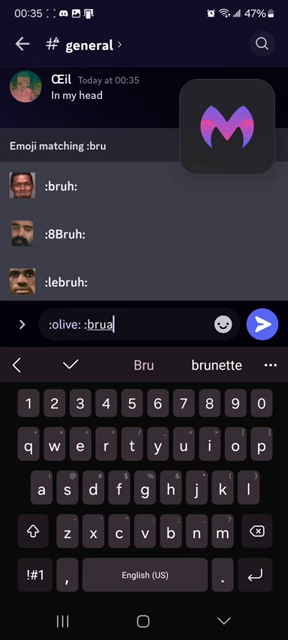 00:35
47%
general
Œil Today at 00:35
In my head
Emoji matching :bru
:bruh:
:8Bruh:
:lebruh:
:olive: :brua
Bru brunette ...
1 2 3 4 5 6 7 8 9 0
q w e r t y u i o p
a s d f g h j k l
z x c v b n m
!#1 , English (US) .